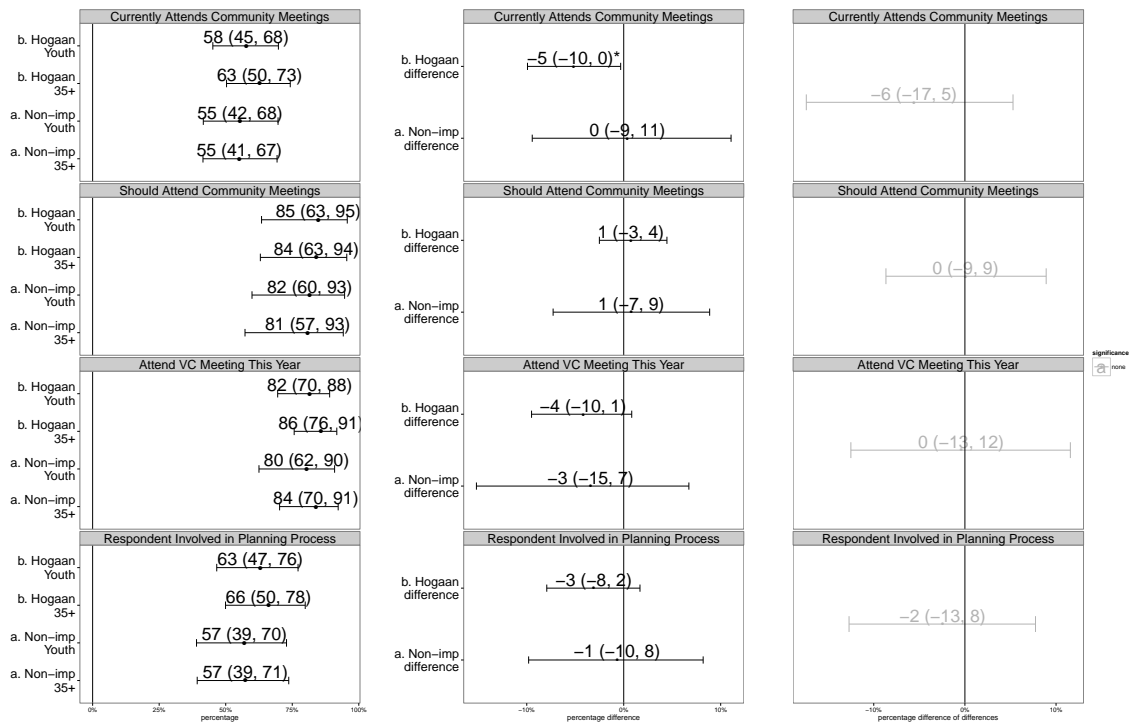 Currently Attends Community Meetings
b. Hogaan
Youth
58 (45, 68)
b. Hogaan
35+
63 (50, 73)
a. Non−imp
Youth
55 (42, 68)
a. Non−imp
35+
55 (41, 67)
Should Attend Community Meetings
b. Hogaan
Youth
85 (63, 95)
b. Hogaan
35+
84 (63, 94)
a. Non−imp
Youth
82 (60, 93)
a. Non−imp
35+
81 (57, 93)
Attend VC Meeting This Year
b. Hogaan
Youth
82 (70, 88)
b. Hogaan
35+
86 (76, 91)
a. Non−imp
Youth
80 (62, 90)
a. Non−imp
35+
84 (70, 91)
Respondent Involved in Planning Process
b. Hogaan
Youth
63 (47, 76)
b. Hogaan
35+
66 (50, 78)
a. Non−imp
Youth
57 (39, 70)
a. Non−imp
35+
57 (39, 71)
0% 25% 50% 75% 100%
percentage
Currently Attends Community Meetings
b. Hogaan
difference
−5 (−10, 0)*
a. Non−imp
difference
0 (−9, 11)
Should Attend Community Meetings
b. Hogaan
difference
1 (−3, 4)
a. Non−imp
difference
1 (−7, 9)
Attend VC Meeting This Year
b. Hogaan
difference
−4 (−10, 1)
a. Non−imp
difference
−3 (−15, 7)
Respondent Involved in Planning Process
b. Hogaan
difference
−3 (−8, 2)
a. Non−imp
difference
−1 (−10, 8)
−10% 0% 10%
percentage difference
Currently Attends Community Meetings
−6 (−17, 5)
Should Attend Community Meetings
0 (−9, 9)
Attend VC Meeting This Year
0 (−13, 12)
Respondent Involved in Planning Process
−2 (−13, 8)
−10% 0% 10%
percentage difference of differences
significance
a none